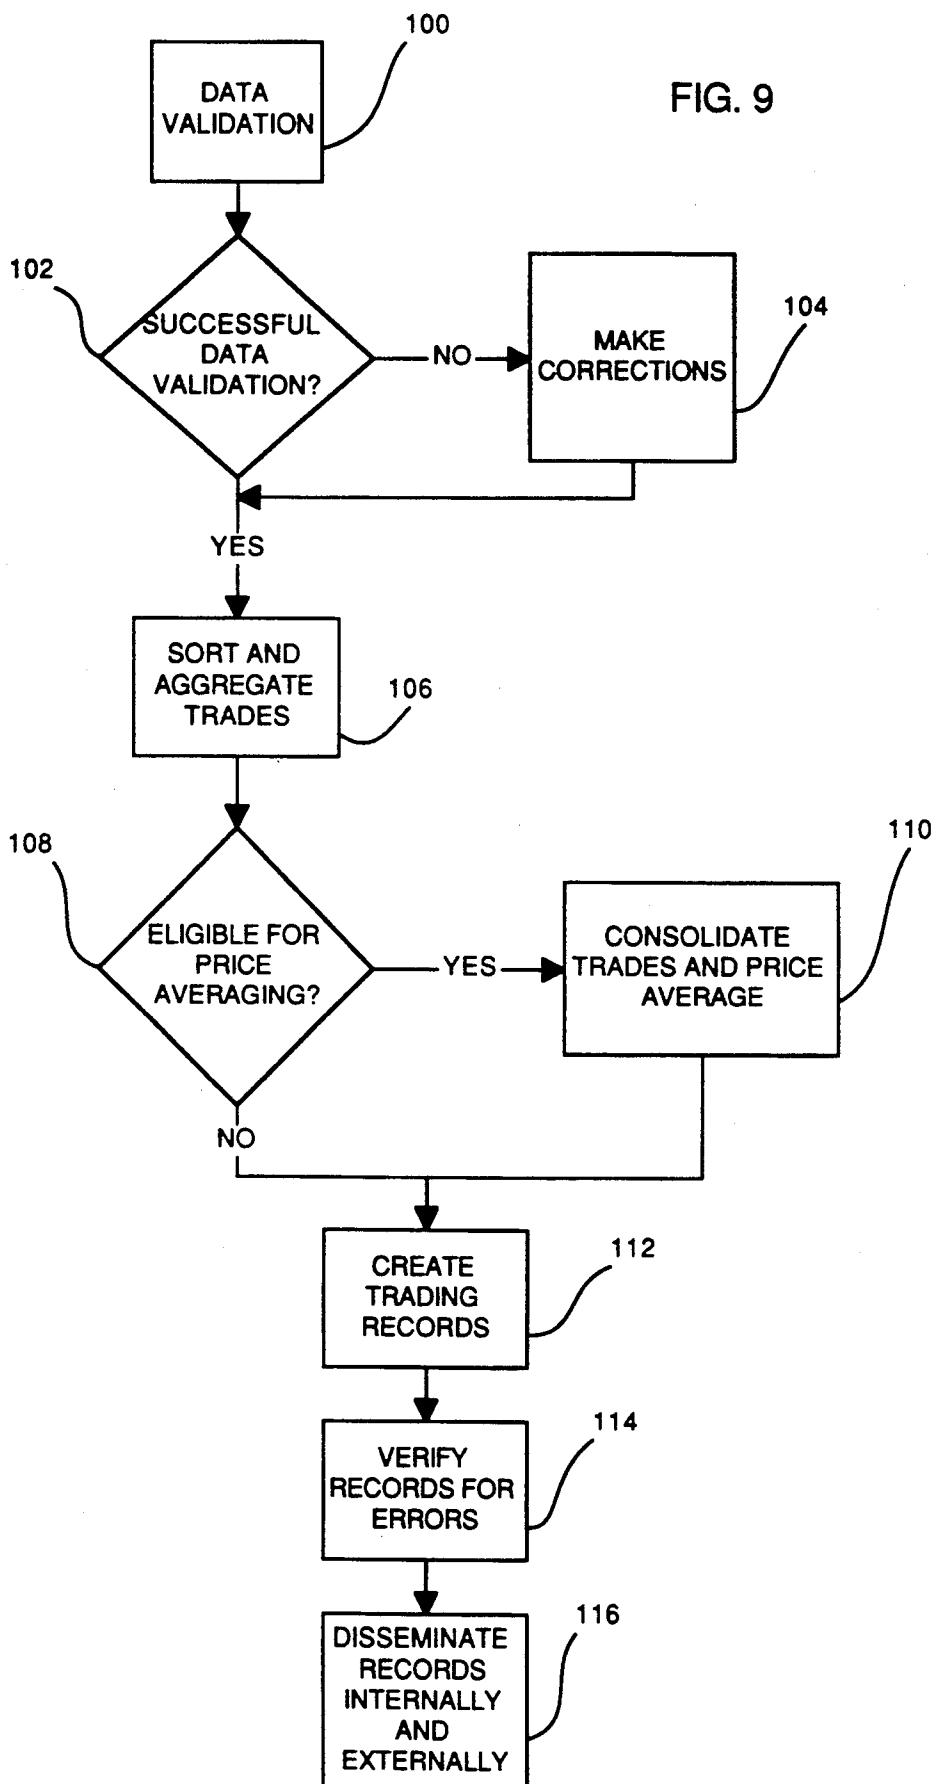 100
FIG. 9
DATA
VALIDATION
102
SUCCESSFUL
DATA
VALIDATION?
NO
MAKE
CORRECTIONS
104
YES
SORT AND
AGGREGATE
TRADES
106
108
ELIGIBLE FOR
PRICE
AVERAGING?
YES
CONSOLIDATE
TRADES AND PRICE
AVERAGE
110
NO
CREATE
TRADING
RECORDS
112
VERIFY
RECORDS FOR
ERRORS
114
DISSEMINATE
RECORDS
INTERNALLY
AND
EXTERNALLY
116